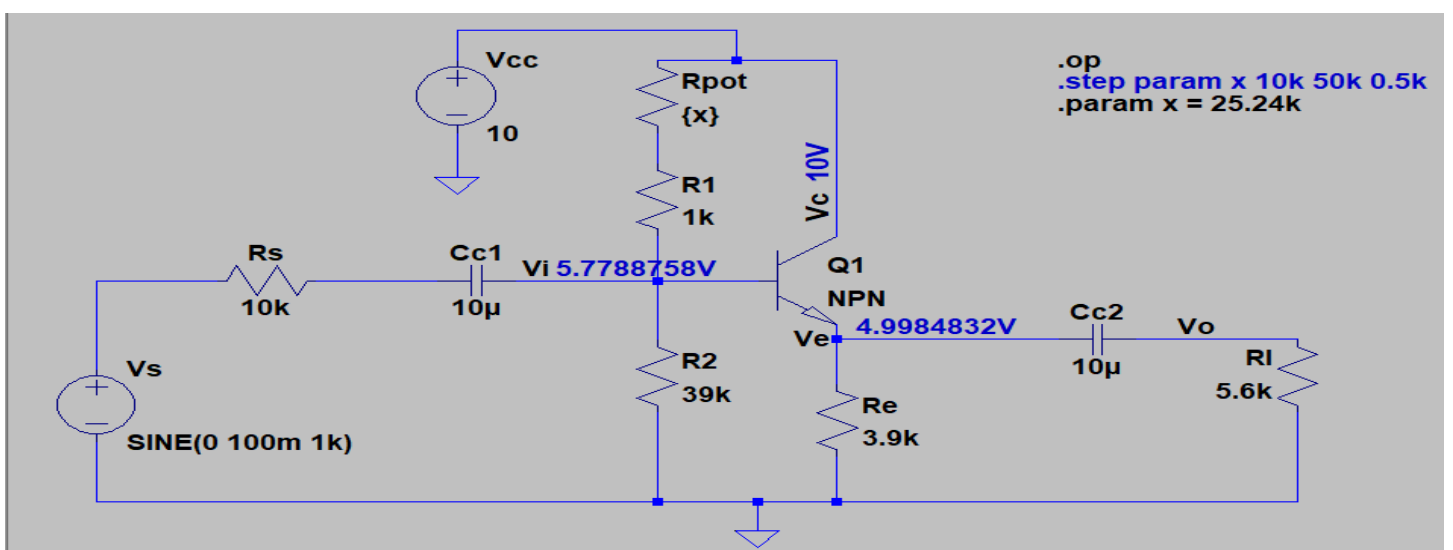 Vcc
10
Rpot
{x}
.op
.step param x 10k 50k 0.5k
.param x = 25.24k
R1
1k
Vc 10V
Rs
10k
Cc1
10µ
Vi 5.7788758V
Q1
NPN
Ve 4.9984832V
Cc2
10µ
Vo
Rl
5.6k
R2
39k
Re
3.9k
Vs
SINE(0 100m 1k)